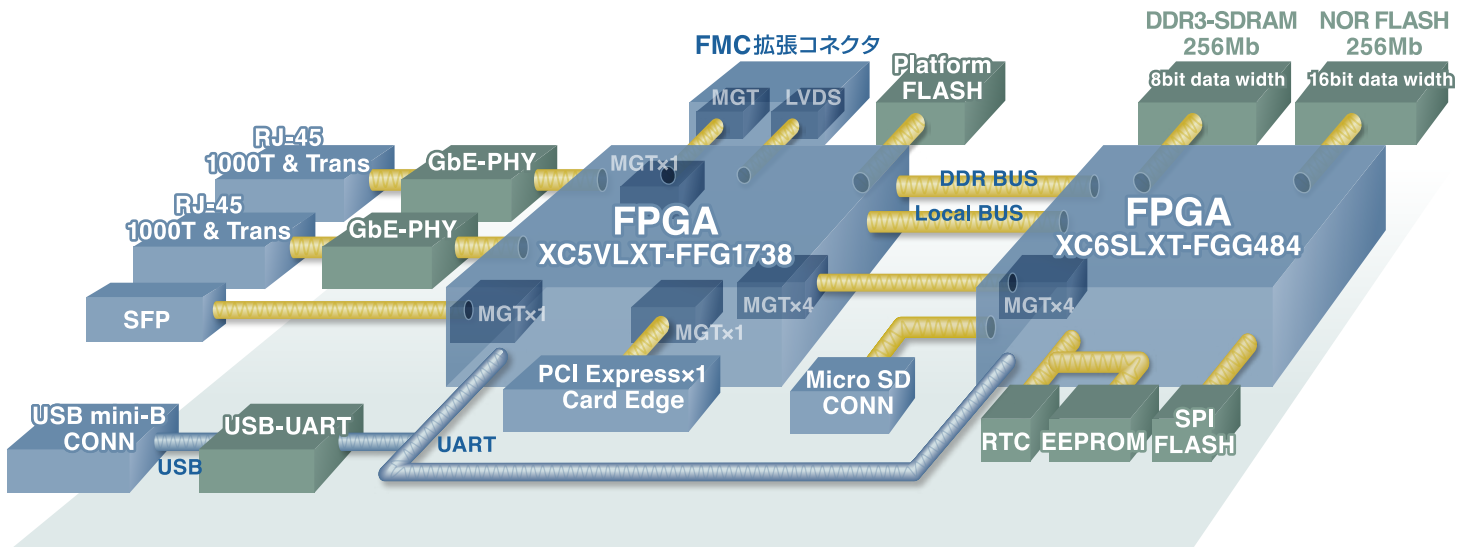 DDR3-SDRAM
256Mb
8bit data width
NOR FLASH
256Mb
16bit data width
FMC拡張コネクタ
MGT
LVDS
Platform
FLASH
RJ-45
1000T & Trans
GbE-PHY
MGT×1
RJ-45
1000T & Trans
GbE-PHY
FPGA
XC5VLXT-FFG1738
DDR BUS
Local BUS
FPGA
XC6SLXT-FGG484
SFP
MGT×1
MGT×1
MGT×4
MGT×4
PCI Express×1
Card Edge
Micro SD
CONN
RTC
EEPROM
SPI
FLASH
USB mini-B
CONN
USB
USB-UART
UART